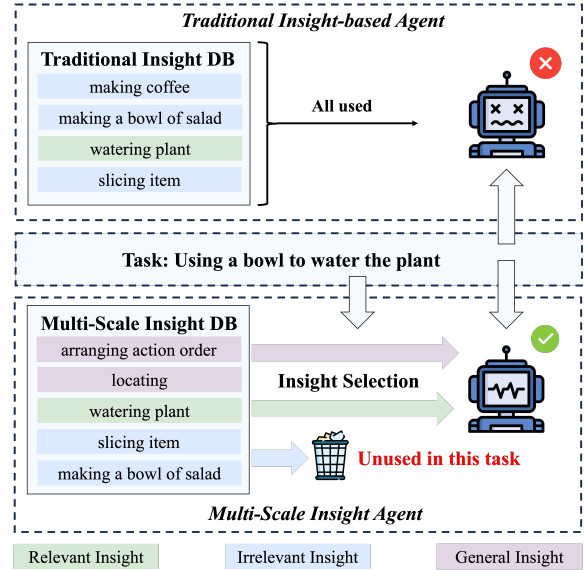 Traditional Insight-based Agent
Traditional Insight DB
making coffee
making a bowl of salad
watering plant
slicing item
All used
Task: Using a bowl to water the plant
Multi-Scale Insight DB
arranging action order
locating
watering plant
slicing item
making a bowl of salad
Insight Selection
Unused in this task
Multi-Scale Insight Agent
Relevant Insight
Irrelevant Insight
General Insight